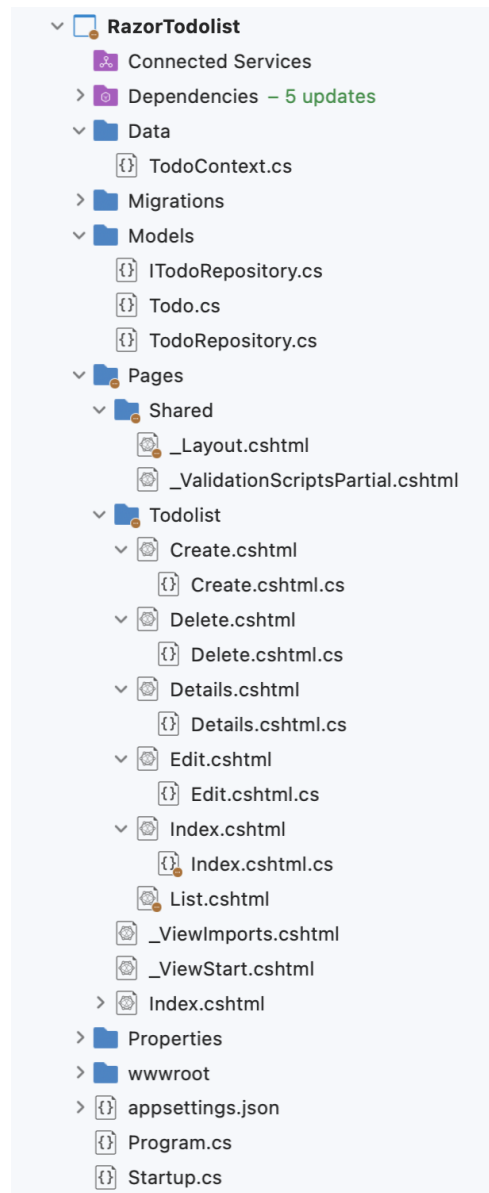 RazorTodolist
Connected Services
Dependencies – 5 updates
Data
TodoContext.cs
Migrations
Models
ITodoRepository.cs
Todo.cs
TodoRepository.cs
Pages
Shared
_Layout.cshtml
_ValidationScriptsPartial.cshtml
Todolist
Create.cshtml
Create.cshtml.cs
Delete.cshtml
Delete.cshtml.cs
Details.cshtml
Details.cshtml.cs
Edit.cshtml
Edit.cshtml.cs
Index.cshtml
Index.cshtml.cs
List.cshtml
_ViewImports.cshtml
_ViewStart.cshtml
Index.cshtml
Properties
wwwroot
appsettings.json
Program.cs
Startup.cs